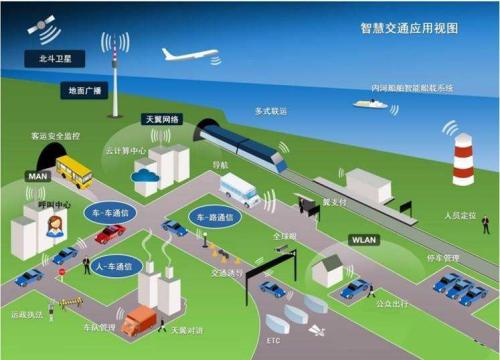 智慧交通应用视图
北斗卫星
地面广播
内河船舶智能船载系统
天翼网络
多式联运
客运安全监控
云计算中心
导航
MAN
呼叫中心
车-车通信
车-路通信
翼支付
人员定位
全球眼
WLAN
人-车通信
交通诱导
停车管理
公众出行
运政执法
车队管理
天翼对讲
ETC